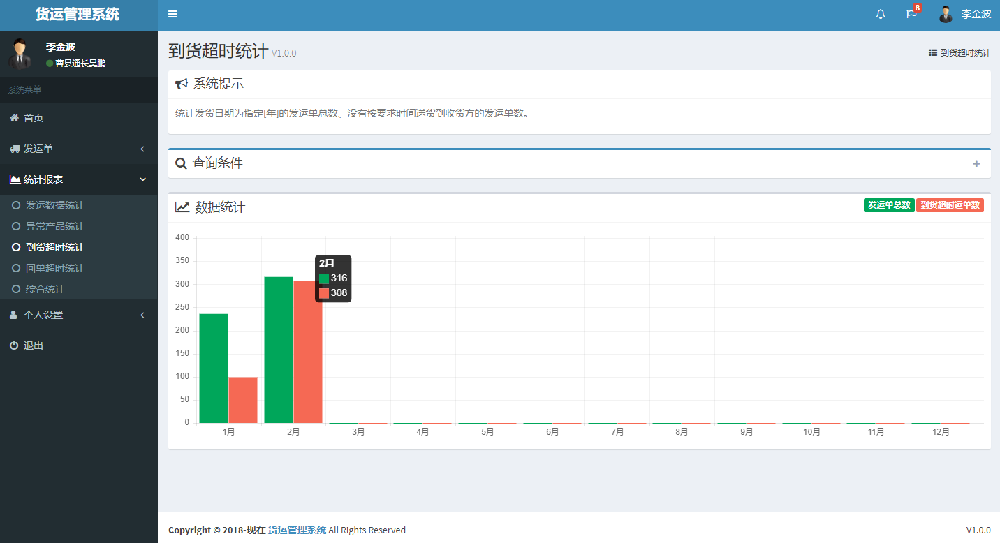 货运管理系统
8
李金波
李金波
曹县通长吴鹏
系统菜单
首页
发运单
统计报表
发运数据统计
异常产品统计
到货超时统计
回单超时统计
综合统计
个人设置
退出
到货超时统计 V1.0.0
到货超时统计
系统提示
统计发货日期为指定[年]的发运单总数、没有按要求时间送货到收货方的发运单数。
查询条件
数据统计
发运单总数 到货超时运单数
400
350
300
250
200
150
100
50
0
2月
316
308
1月 2月 3月 4月 5月 6月 7月 8月 9月 10月 11月 12月
Copyright © 2018-现在 货运管理系统 All Rights Reserved
V1.0.0